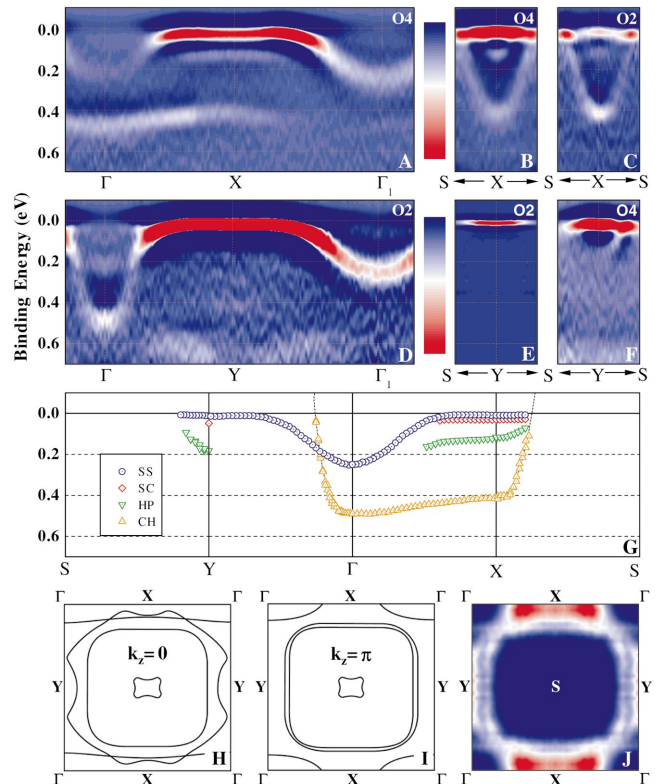 O4 O4 O2
0.0
0.2
0.4
0.6
A B C
Γ X Γ1 S X S S X S
Binding Energy (eV)
O2 O2 O4
0.0
0.2
0.4
0.6
D E F
Γ Y Γ1 S Y S S Y S
0.0
0.2
0.4
0.6
SS
SC
HP
CH
G
S Y Γ X S
Γ X Γ Γ X Γ Γ X Γ
Y kz=0 Y Y kz=π Y Y S Y
H I J
Γ X Γ Γ X Γ Γ X Γ